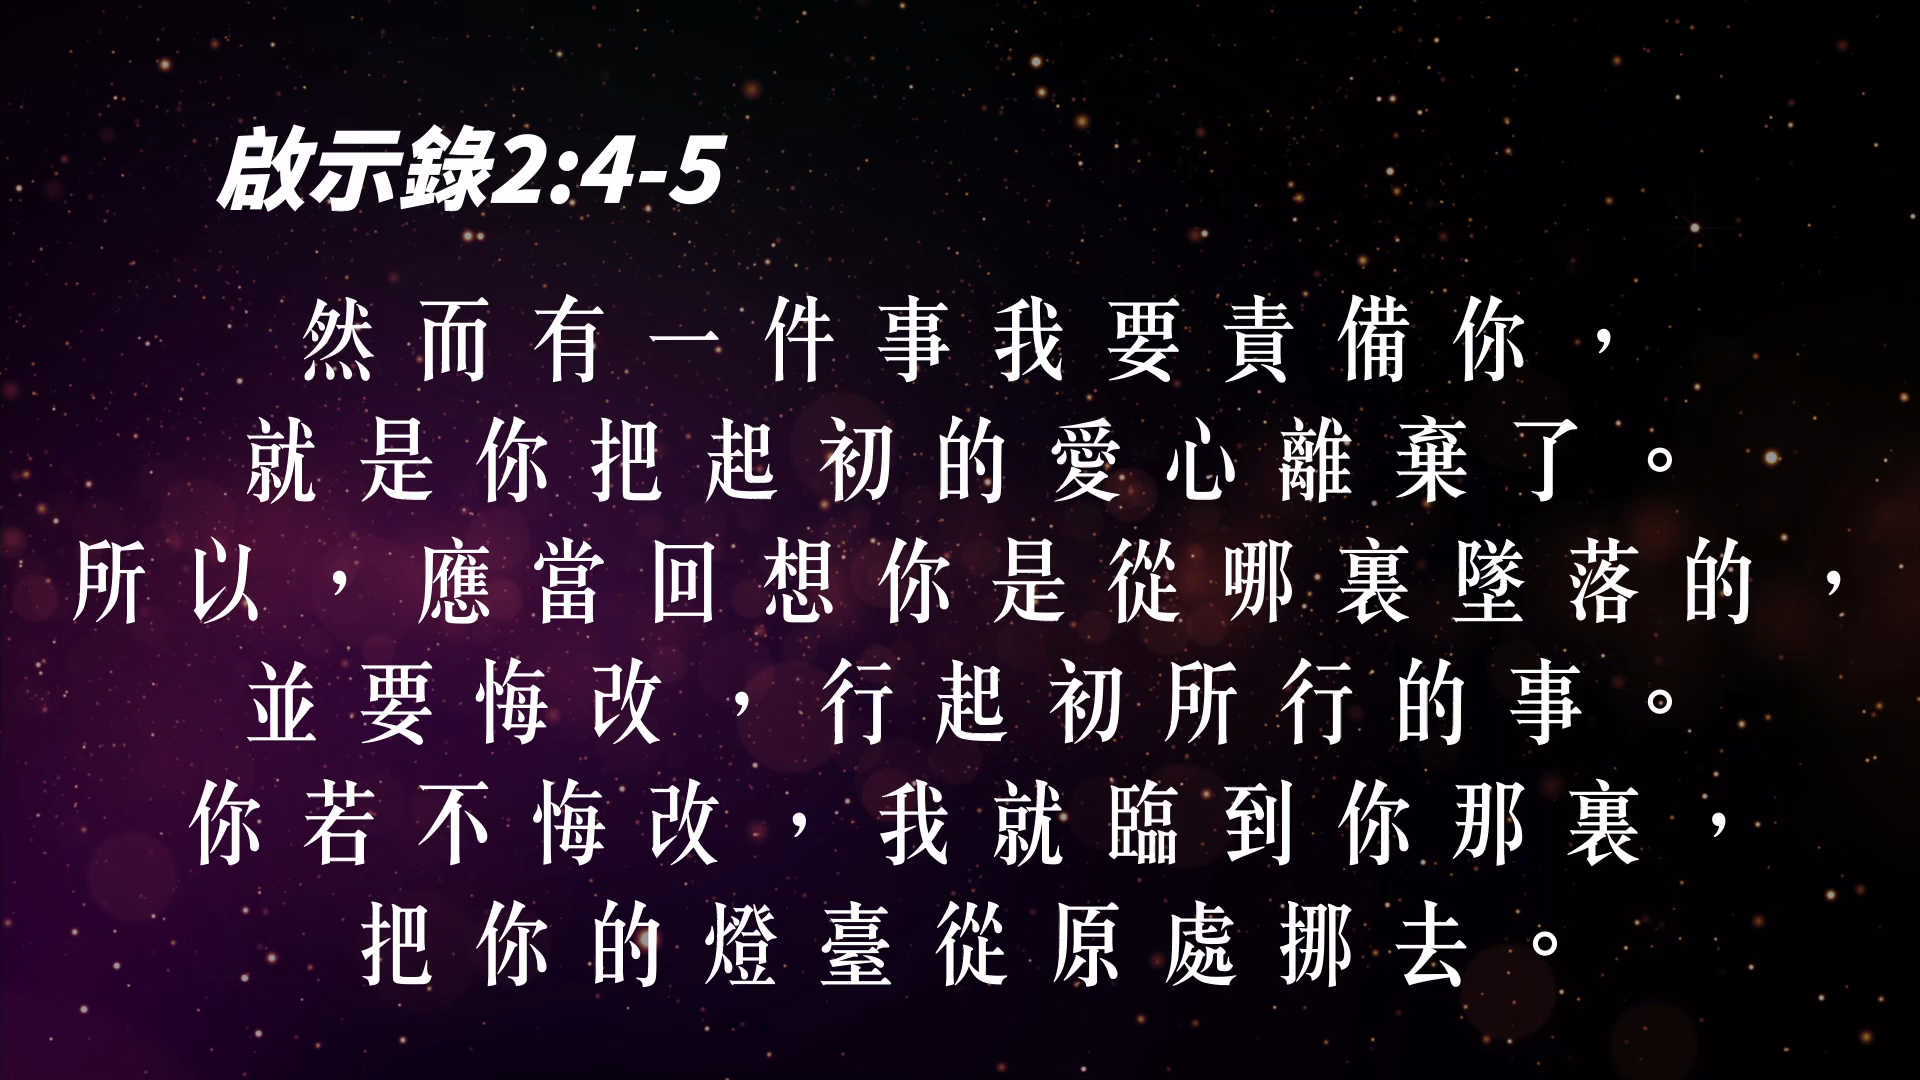 啟示錄2:4-5
然而有一件事我要責備你，
就是你把起初的愛心離棄了。
所以，應當回想你是從哪裏墜落的，
並要悔改，行起初所行的事。
你若不悔改，我就臨到你那裏，
把你的燈臺從原處挪去。